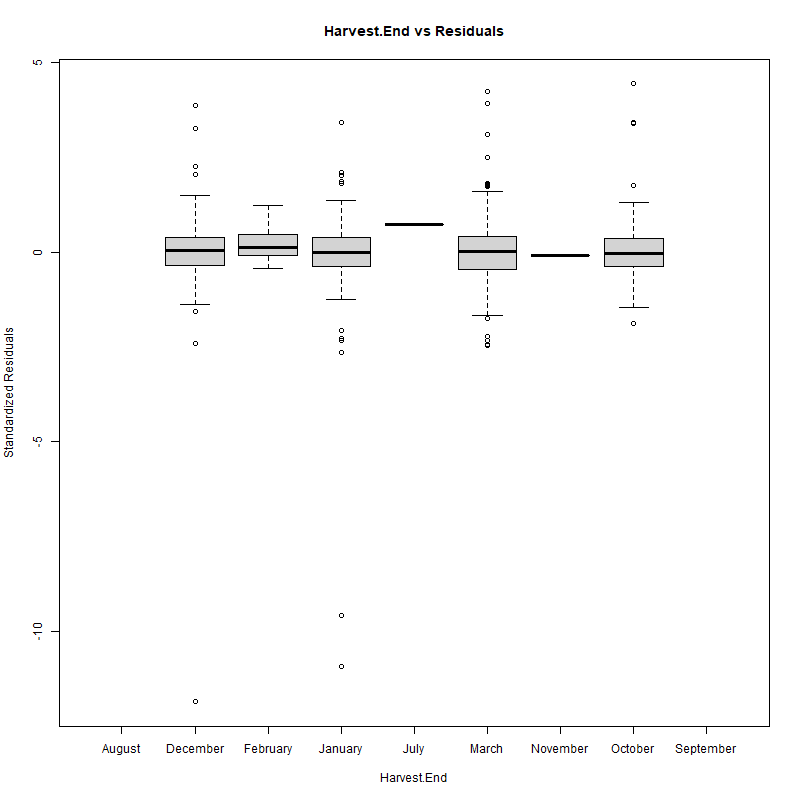 Harvest.End vs Residuals
Standardized Residuals
5
0
-5
-10
August December February January July March November October September
Harvest.End